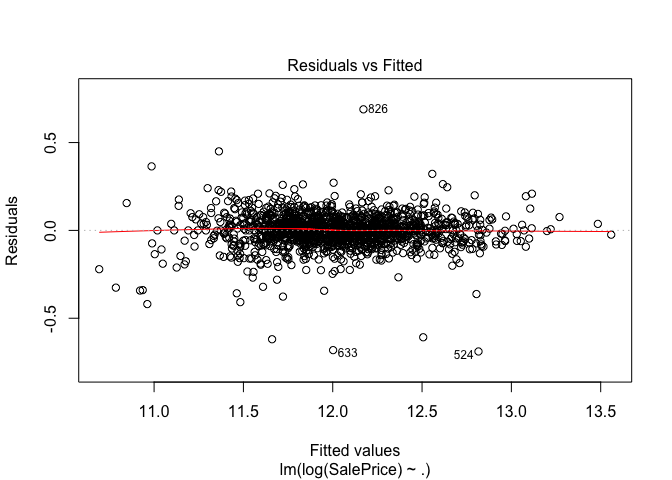 Residuals vs Fitted
826
0.5
0.0
-0.5
Residuals
633
524
11.0 11.5 12.0 12.5 13.0 13.5
Fitted values
lm(log(SalePrice) ~ .)